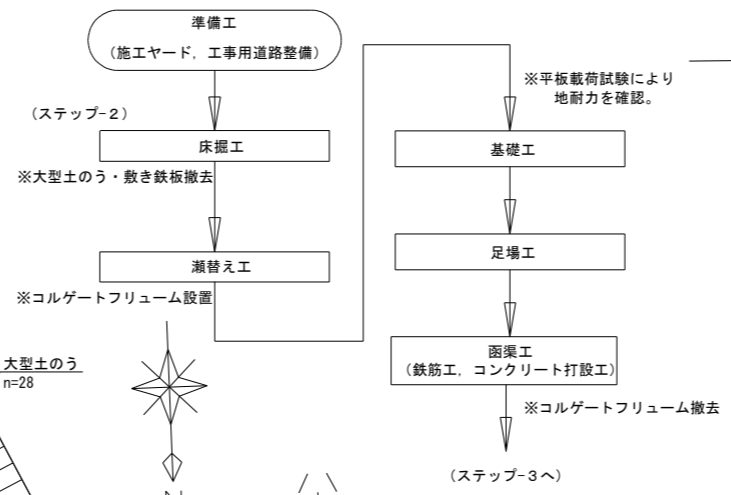 準備工
(施工ヤード, 工事用道路整備)
(ステップ-2)
床掘工
※大型土のう・敷き鉄板撤去
瀬替え工
※コルゲートフリューム設置
大型土のう
n=28
※平板載荷試験により
地耐力を確認。
基礎工
足場工
函渠工
(鉄筋工, コンクリート打設工)
※コルゲートフリューム撤去
(ステップ-3へ)